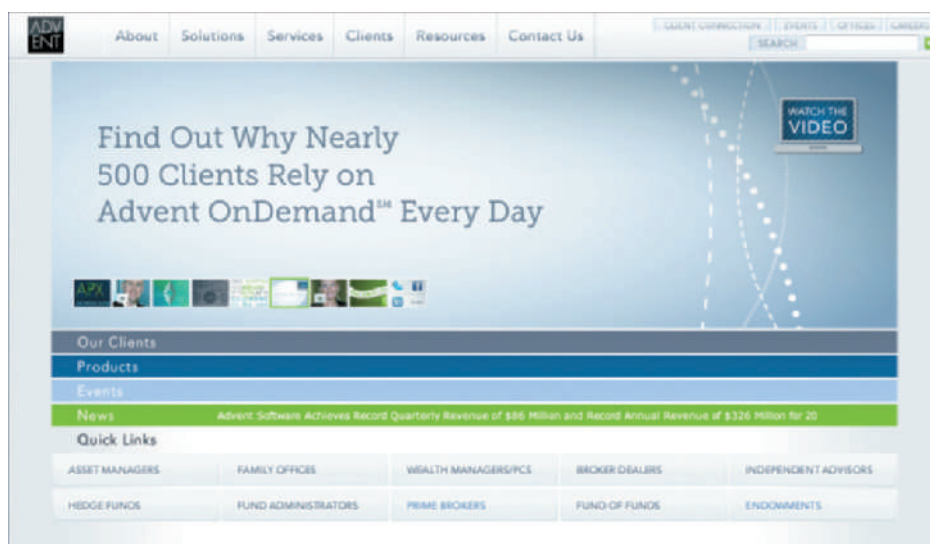 ADV
ENT
About Solutions Services Clients Resources Contact Us
CLIENT CONNECTION EVENTS OFFICES CAREERS
SEARCH
WATCH THE
VIDEO
Find Out Why Nearly
500 Clients Rely on
Advent OnDemand℠ Every Day
APX
Our Clients
Products
Events
News Advent Software Achieves Record Quarterly Revenue of $86 Million and Record Annual Revenue of $326 Million for 20
Quick Links
ASSET MANAGERS FAMILY OFFICES WEALTH MANAGERS/PCS BROKER DEALERS INDEPENDENT ADVISORS
HEDGE FUNDS FUND ADMINISTRATORS PRIME BROKERS FUND OF FUNDS ENDOWMENTS